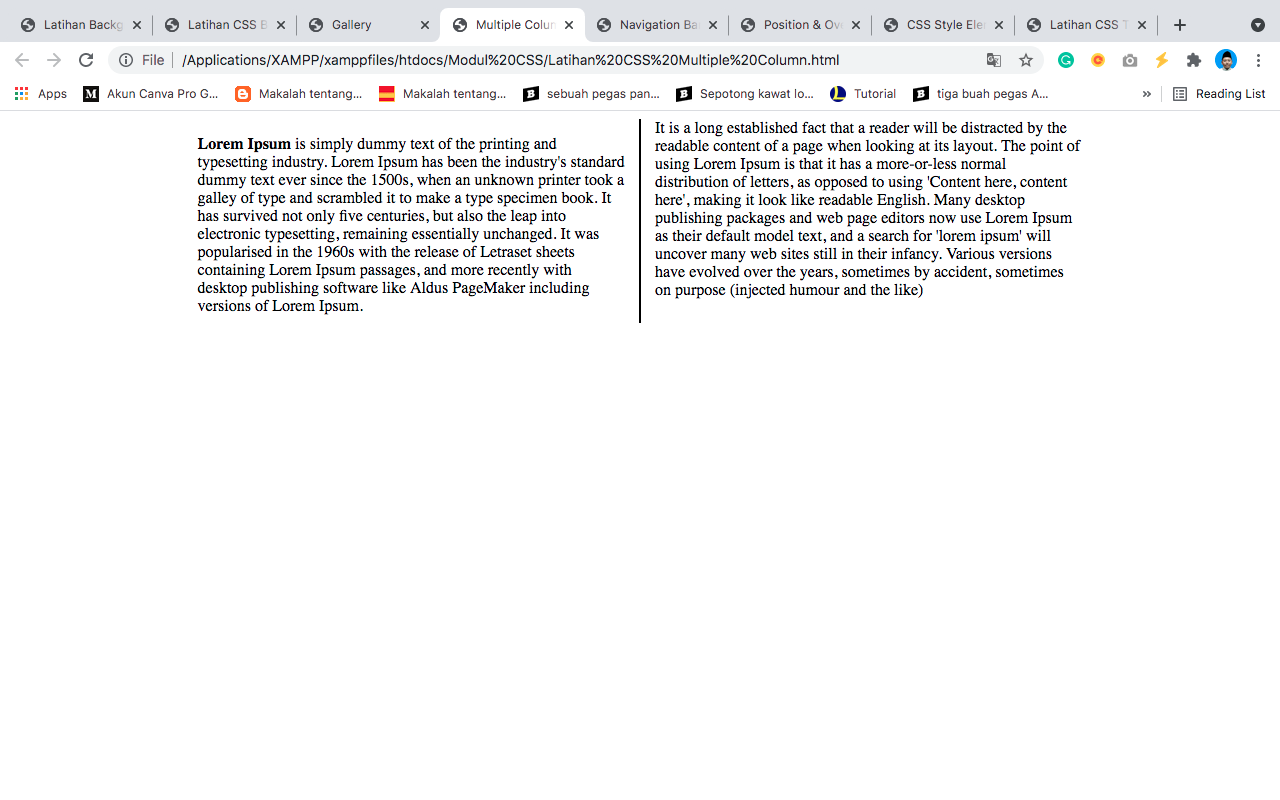 Latihan Backg
Latihan CSS B
Gallery
Multiple Colum
Navigation Ba
Position & Ove
CSS Style Elem
Latihan CSS T
File
/Applications/XAMPP/xamppfiles/htdocs/Modul%20CSS/Latihan%20CSS%20Multiple%20Column.html
Apps
Akun Canva Pro G...
Makalah tentang...
Makalah tentang...
sebuah pegas pan...
Sepotong kawat lo...
Tutorial
tiga buah pegas A...
»
Reading List
Lorem Ipsum is simply dummy text of the printing and
typesetting industry. Lorem Ipsum has been the industry's standard
dummy text ever since the 1500s, when an unknown printer took a
galley of type and scrambled it to make a type specimen book. It
has survived not only five centuries, but also the leap into
electronic typesetting, remaining essentially unchanged. It was
popularised in the 1960s with the release of Letraset sheets
containing Lorem Ipsum passages, and more recently with
desktop publishing software like Aldus PageMaker including
versions of Lorem Ipsum.
It is a long established fact that a reader will be distracted by the
readable content of a page when looking at its layout. The point of
using Lorem Ipsum is that it has a more-or-less normal
distribution of letters, as opposed to using 'Content here, content
here', making it look like readable English. Many desktop
publishing packages and web page editors now use Lorem Ipsum
as their default model text, and a search for 'lorem ipsum' will
uncover many web sites still in their infancy. Various versions
have evolved over the years, sometimes by accident, sometimes
on purpose (injected humour and the like)